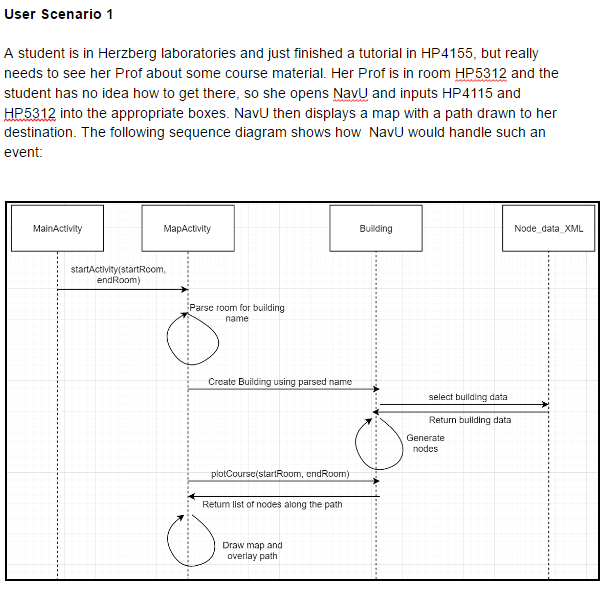 User Scenario 1
A student is in Herzberg laboratories and just finished a tutorial in HP4155, but really
needs to see her Prof about some course material. Her Prof is in room HP5312 and the
student has no idea how to get there, so she opens NavU and inputs HP4115 and
HP5312 into the appropriate boxes. NavU then displays a map with a path drawn to her
destination. The following sequence diagram shows how  NavU would handle such an
event:
MainActivity
MapActivity
Building
Node_data_XML
startActivity(startRoom,
endRoom)
Parse room for building
name
Create Building using parsed name
select building data
Return building data
Generate
nodes
plotCourse(startRoom, endRoom)
Return list of nodes along the path
Draw map and
overlay path